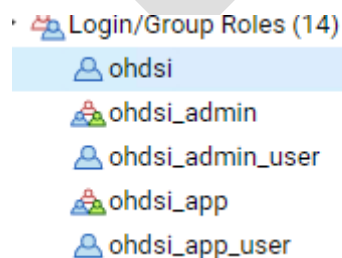 Login/Group Roles (14)
ohdsi
ohdsi_admin
ohdsi_admin_user
ohdsi_app
ohdsi_app_user